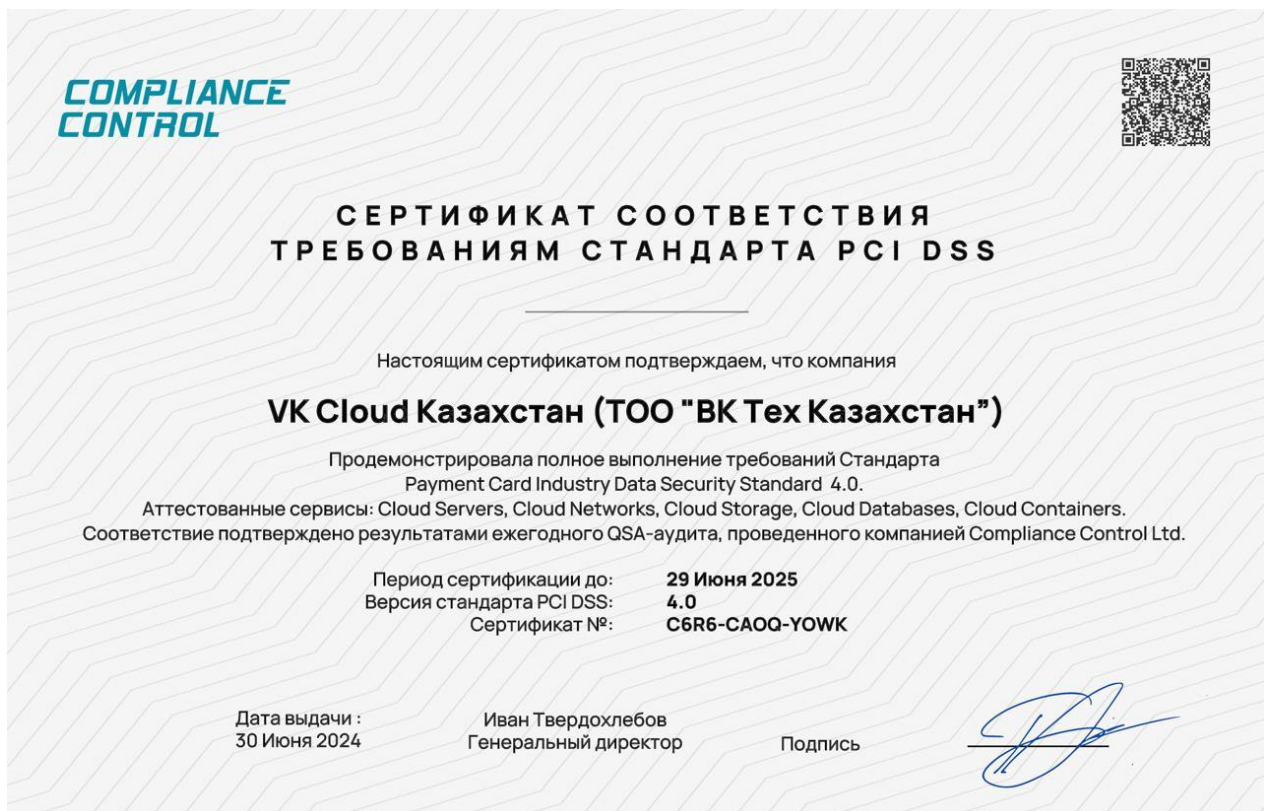 COMPLIANCE
CONTROL
СЕРТИФИКАТ СООТВЕТСТВИЯ
ТРЕБОВАНИЯМ СТАНДАРТА PCI DSS
Настоящим сертификатом подтверждаем, что компания
VK Cloud Казахстан (ТОО "ВК Тех Казахстан”)
Продемонстрировала полное выполнение требований Стандарта
Payment Card Industry Data Security Standard 4.0.
Аттестованные сервисы: Cloud Servers, Cloud Networks, Cloud Storage, Cloud Databases, Cloud Containers.
Соответствие подтверждено результатами ежегодного QSA-аудита, проведенного компанией Compliance Control Ltd.
Период сертификации до: 29 Июня 2025
Версия стандарта PCI DSS: 4.0
Сертификат №: C6R6-CAOQ-YOWK
Дата выдачи :
30 Июня 2024
Иван Твердохлебов
Генеральный директор
Подпись